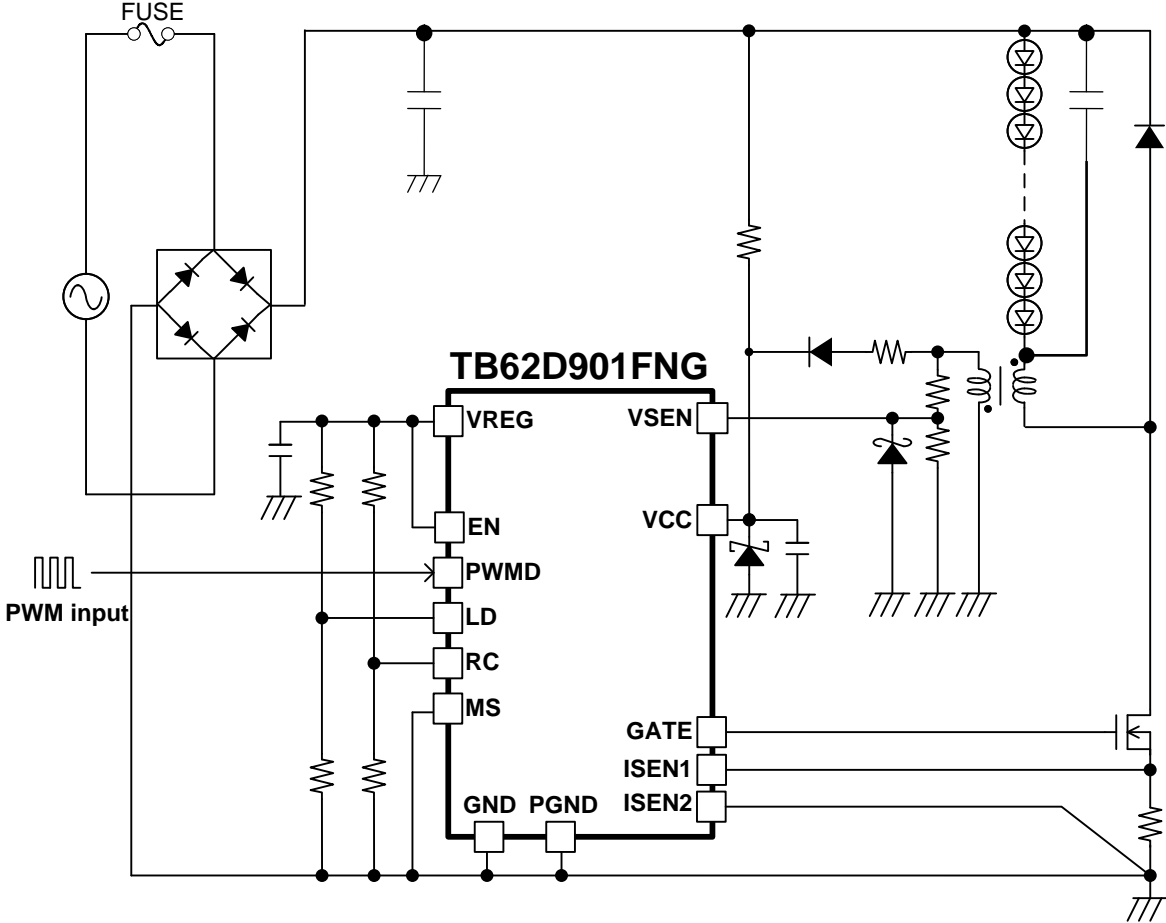 FUSE
TB62D901FNG
VREG
VSEN
VCC
EN
PWMD
PWM input
LD
RC
MS
GATE
ISEN1
ISEN2
GND PGND